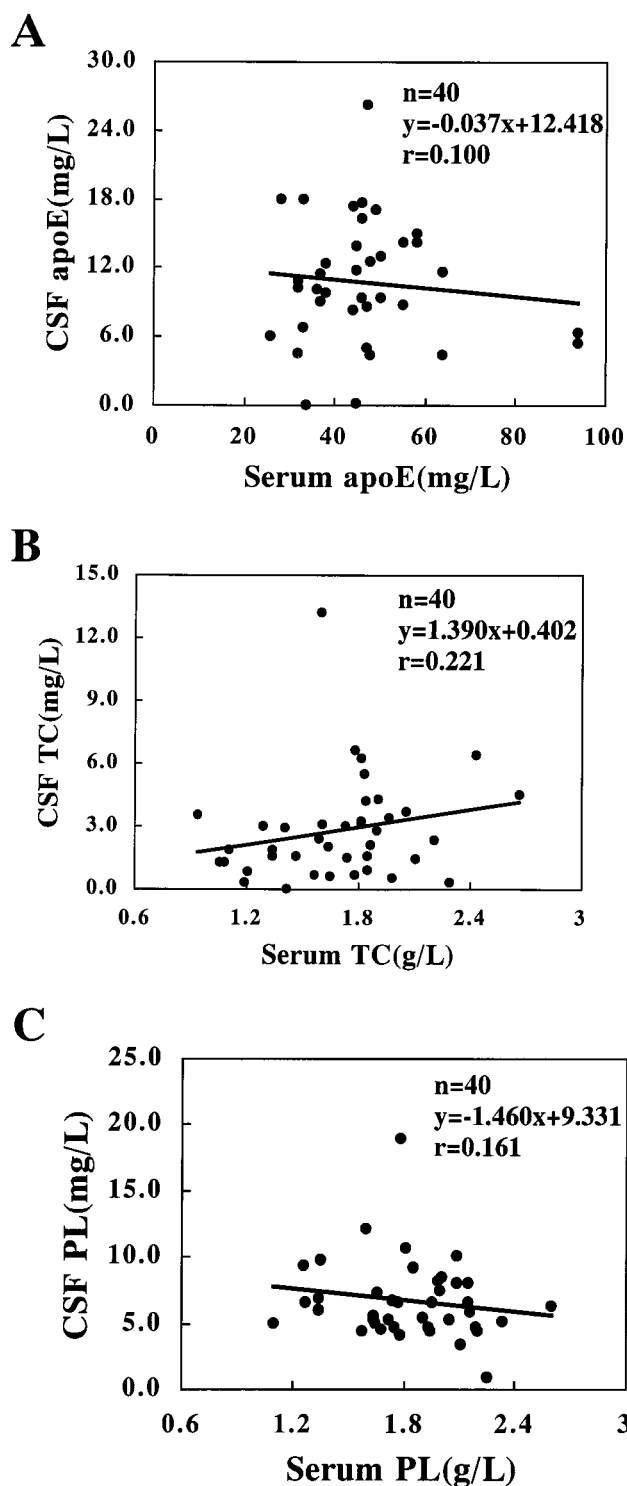 A
30.0
24.0
18.0
12.0
6.0
0.0
CSF apoE(mg/L)
n=40
y=-0.037x+12.418
r=0.100
0 20 40 60 80 100
Serum apoE(mg/L)
B
15.0
12.0
9.0
6.0
3.0
0.0
CSF TC(mg/L)
n=40
y=1.390x+0.402
r=0.221
0.6 1.2 1.8 2.4 3
Serum TC(g/L)
C
25.0
20.0
15.0
10.0
5.0
0.0
CSF PL(mg/L)
n=40
y=-1.460x+9.331
r=0.161
0.6 1.2 1.8 2.4 3
Serum PL(g/L)